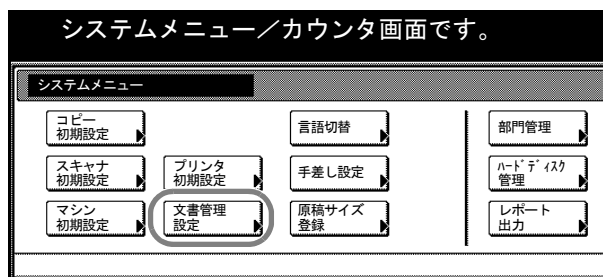 システムメニュー／カウンタ画面です。
システムメニュー
コピー
初期設定
言語切替
部門管理
スキャナ
初期設定
プリンタ
初期設定
手差し設定
ﾊｰﾄﾞﾃﾞｨｽｸ
管理
マシン
初期設定
文書管理
設定
原稿サイズ
登録
レポート
出力